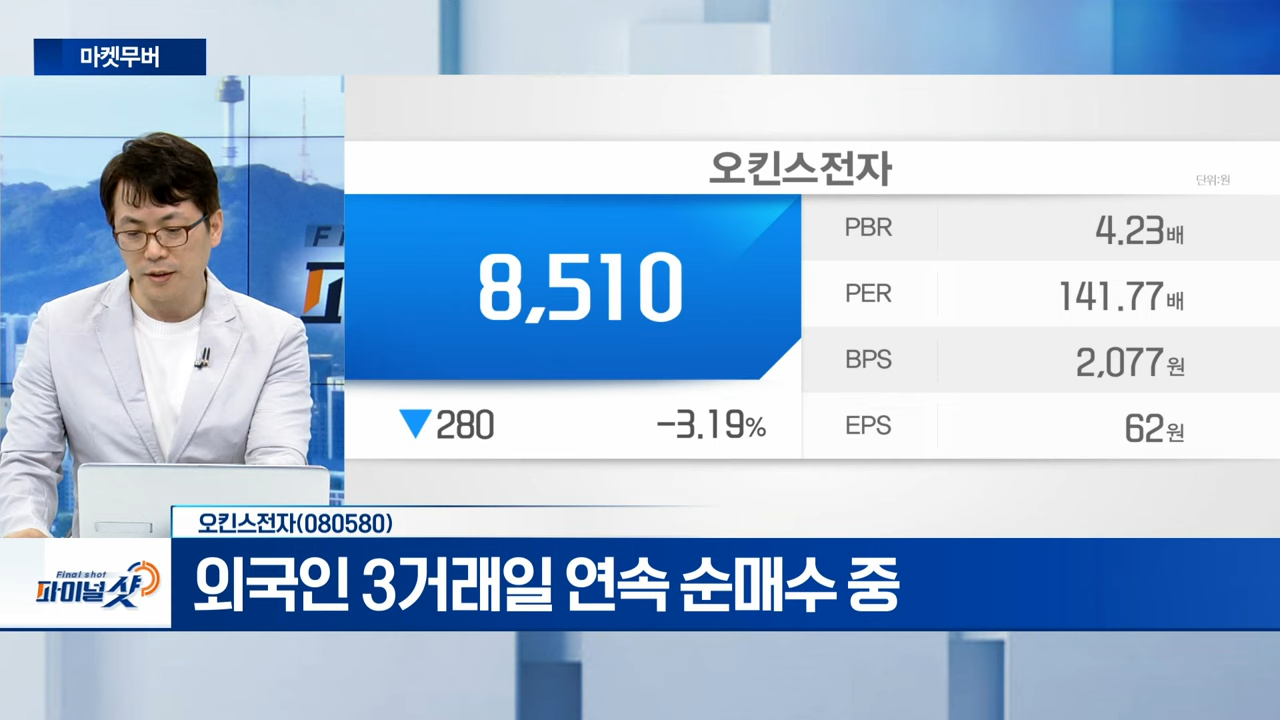 마켓무버
오킨스전자
단위:원
8,510
▼280 -3.19%
PBR 4.23배
PER 141.77배
BPS 2,077원
EPS 62원
오킨스전자(080580)
Final shot
파이널샷
외국인 3거래일 연속 순매수 중